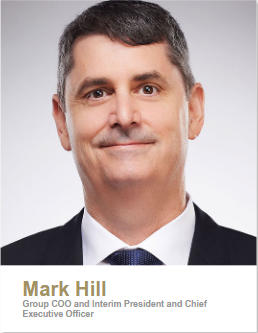 Mark Hill
Group COO and Interim President and Chief
Executive Officer